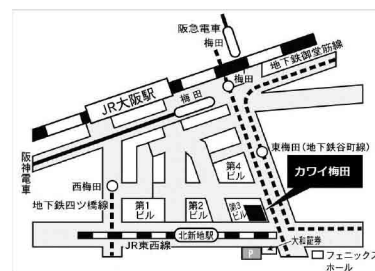 阪急電車
梅田
地下鉄御堂筋線
梅田
JR大阪駅
梅田
阪神電車
東梅田(地下鉄谷町線)
カワイ梅田
西梅田
地下鉄四ツ橋線
第1ビル
第2ビル
第3ビル
第4ビル
北新地駅
JR東西線
大和証券
P
フェニックス
ホール